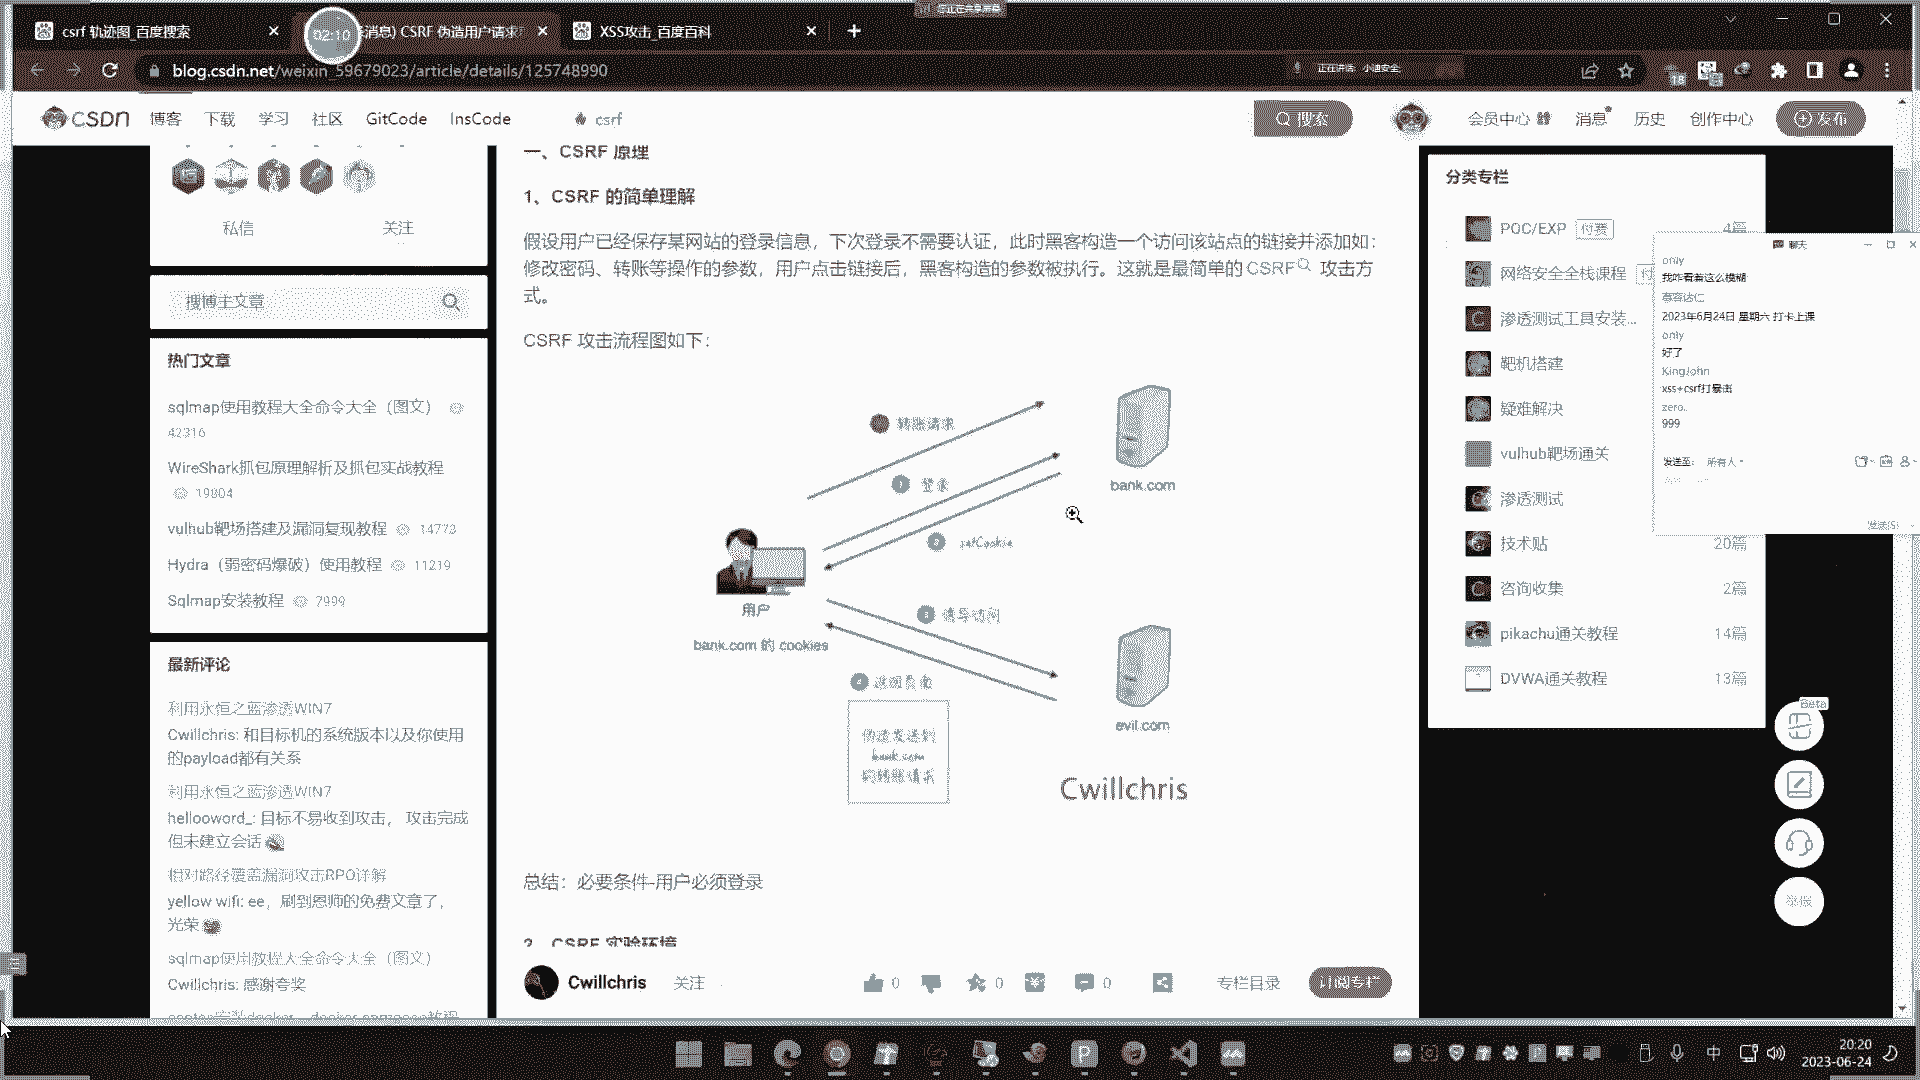 您正在共享屏幕
csrf 轨迹图_百度搜索
02:10
消息) CSRF 伪造用户请求
XSS攻击_百度百科
blog.csdn.net/weixin_59679023/article/details/125748990
正在讲话: 小迪安全
18
CSDN
博客
下载
学习
社区
GitCode
InsCode
csrf
搜索
会员中心
消息
历史
创作中心
发布
私信
关注
搜博主文章
热门文章
sqlmap使用教程大全命令大全（图文）
42316
WireShark抓包原理解析及抓包实战教程
19804
vulhub靶场搭建及漏洞复现教程 14773
Hydra（弱密码爆破）使用教程 11219
Sqlmap安装教程 7999
最新评论
利用永恒之蓝渗透WIN7
Cwillchris: 和目标机的系统版本以及你使用
的payload都有关系
利用永恒之蓝渗透WIN7
hellooword_: 目标不易收到攻击， 攻击完成
但未建立会话
相对路径覆盖漏洞攻击RPO详解
yellow wifi: ee，刷到恩师的免费文章了，
光荣
sqlmap使用教程大全命令大全（图文）
Cwillchris: 感谢夸奖
一、CSRF 原理
1、CSRF 的简单理解
假设用户已经保存某网站的登录信息，下次登录不需要认证，此时黑客构造一个访问该站点的链接并添加如：
修改密码、转账等操作的参数，用户点击链接后，黑客构造的参数被执行。这就是最简单的 CSRF 攻击方
式。
CSRF 攻击流程图如下：
转账请求
1 登录
bank.com
2 setCookie
用户
bank.com 的 cookies
3 诱导访问
4 返回页面
伪造发送到
bank.com
的转账请求
evil.com
Cwillchris
总结：必要条件-用户必须登录
2、CSRF 实验环境
Cwillchris
关注
0
0
0
专栏目录
订阅专栏
分类专栏
POC/EXP 付费 4篇
网络安全全栈课程 付
渗透测试工具安装...
靶机搭建
疑难解决
vulhub靶场通关
渗透测试
技术贴 20篇
咨询收集 2篇
pikachu通关教程 14篇
DVWA通关教程 13篇
聊天
only
我咋看着这么模糊
慕容达仁
2023年6月24日 星期六 打卡上课
only
好了
KingJohn
xss+csrf打暴击
zero..
999
发送至: 所有人
发送(S)
Beta
举报
中
20:20
2023-06-24